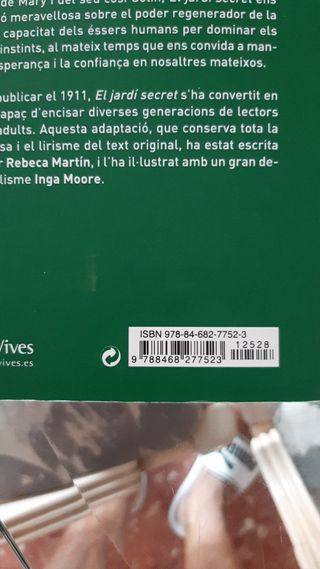 de Mary i del seu cosí Colin, El jardí secret ens
ó meravellosa sobre el poder regenerador de la
capacitat dels éssers humans per dominar els
instints, al mateix temps que ens convida a man-
sperança i la confiança en nosaltres mateixos.
publicar el 1911, El jardí secret s'ha convertit en
apaç d'encisar diverses generacions de lectors
adults. Aquesta adaptació, que conserva tota la
sa i el lirisme del text original, ha estat escrita
r Rebeca Martín, i l'ha il·lustrat amb un gran de-
lisme Inga Moore.
ISBN 978-84-682-7752-3
12528
9 788468 277523
Vives
vives.es